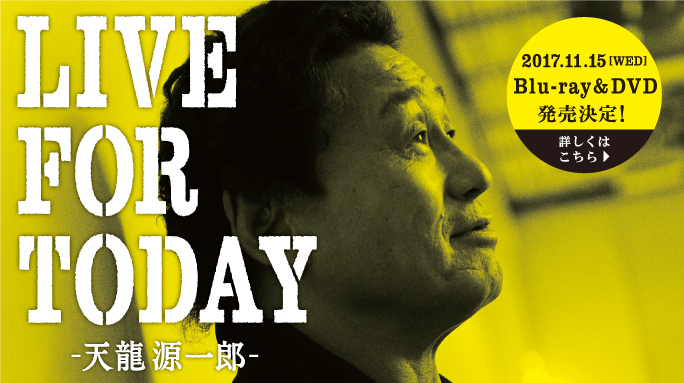 LIVE
FOR
TODAY
-天龍 源一郎-
2017.11.15[WED]
Blu-ray&DVD
発売決定!
詳しくは
こちら▶